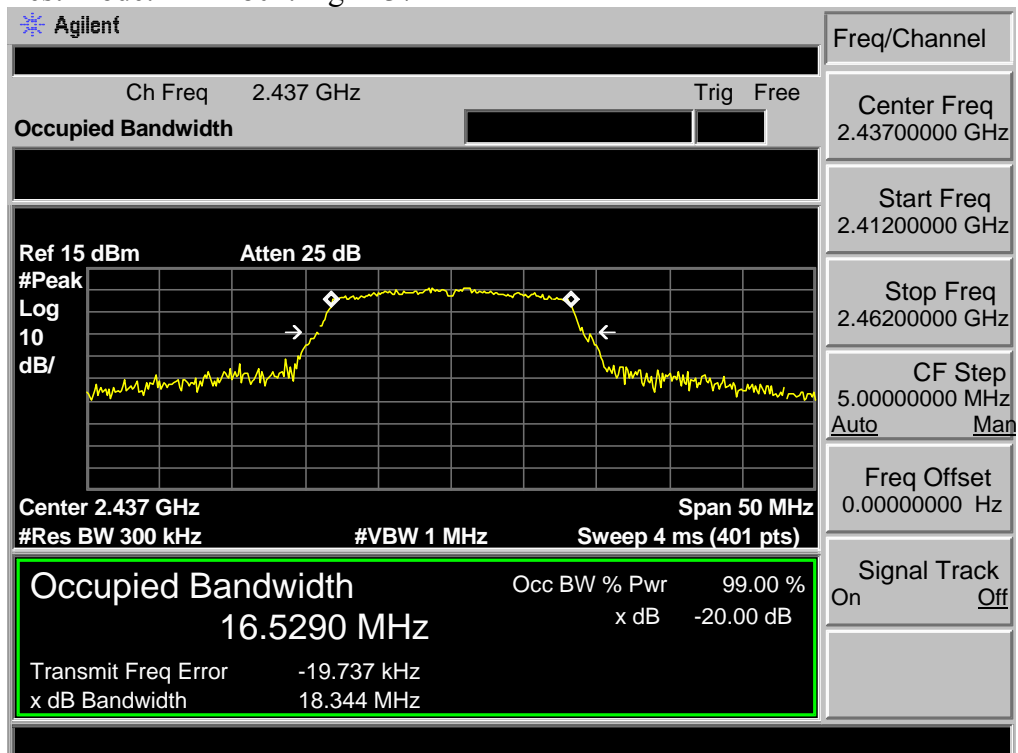 Agilent
Freq/Channel
Ch Freq 2.437 GHz Trig Free
Occupied Bandwidth
Center Freq
2.43700000 GHz
Start Freq
2.41200000 GHz
Stop Freq
2.46200000 GHz
CF Step
5.00000000 MHz
Auto Man
Freq Offset
0.00000000 Hz
Signal Track
On Off
Ref 15 dBm Atten 25 dB
#Peak
Log
10
dB/
Center 2.437 GHz Span 50 MHz
#Res BW 300 kHz #VBW 1 MHz Sweep 4 ms (401 pts)
Occupied Bandwidth Occ BW % Pwr 99.00 %
16.5290 MHz x dB -20.00 dB
Transmit Freq Error -19.737 kHz
x dB Bandwidth 18.344 MHz